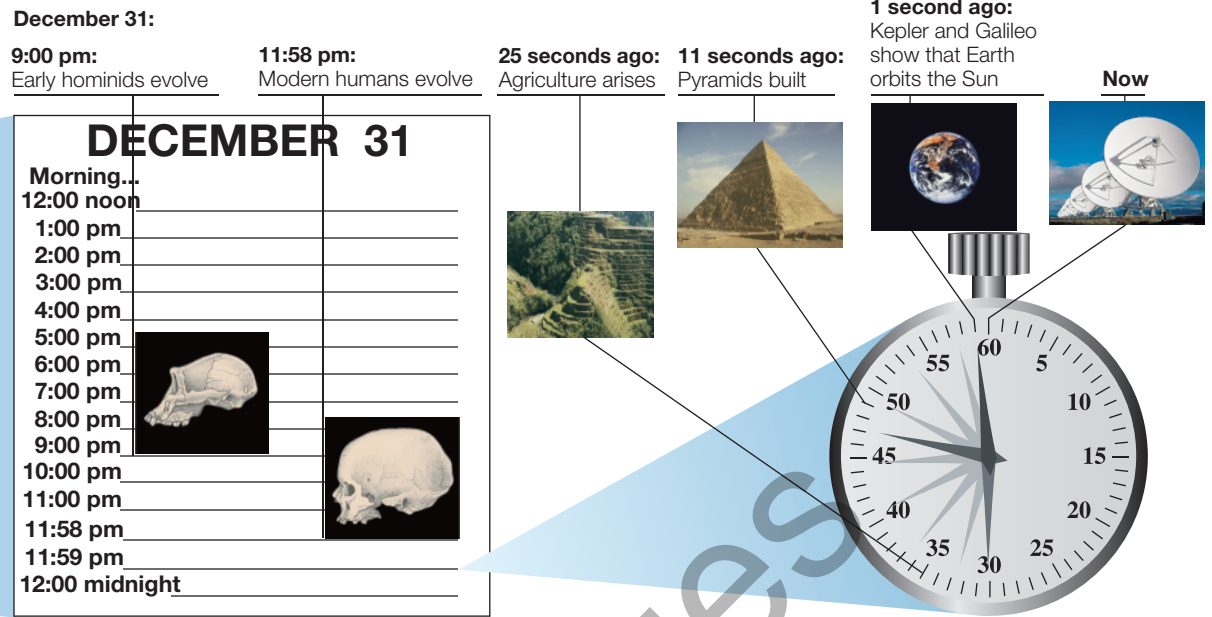 December 31:
9:00 pm:
Early hominids evolve
11:58 pm:
Modern humans evolve
25 seconds ago:
Agriculture arises
11 seconds ago:
Pyramids built
1 second ago:
Kepler and Galileo
show that Earth
orbits the Sun
Now
DECEMBER 31
Morning...
12:00 noon
1:00 pm
2:00 pm
3:00 pm
4:00 pm
5:00 pm
6:00 pm
7:00 pm
8:00 pm
9:00 pm
10:00 pm
11:00 pm
11:58 pm
11:59 pm
12:00 midnight
60
5
10
15
20
25
30
35
40
45
50
55
es